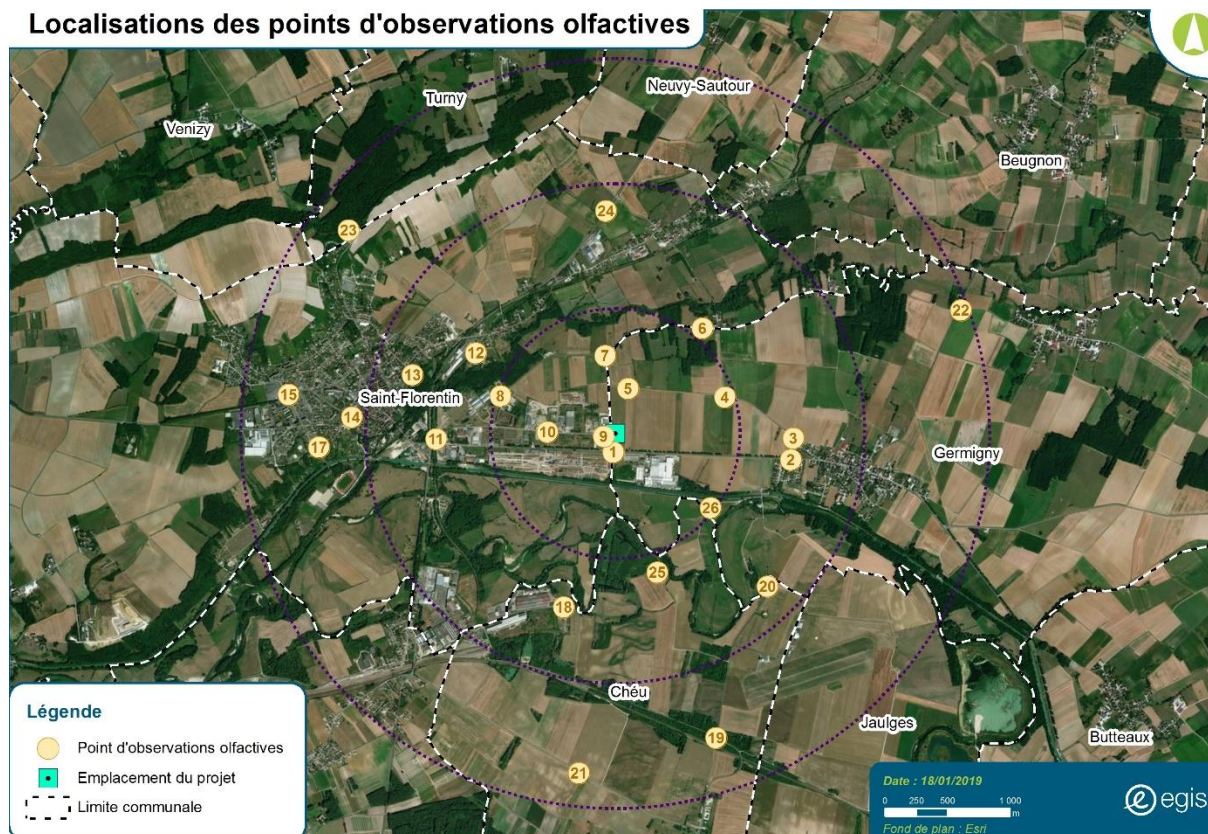 Localisations des points d'observations olfactives
Neuvy-Sautour
Turny
Venizy
Beugnon
24
23
22
6
12
7
13
5
15
8
4
Saint-Florentin
14
10
9
3
11
17
1
2
Germigny
26
25
20
18
Chéu
Jaulges
19
Butteaux
21
Légende
Point d'observations olfactives
Emplacement du projet
Limite communale
Date : 18/01/2019
0 250 500 1 000
m
Fond de plan : Esri
egis